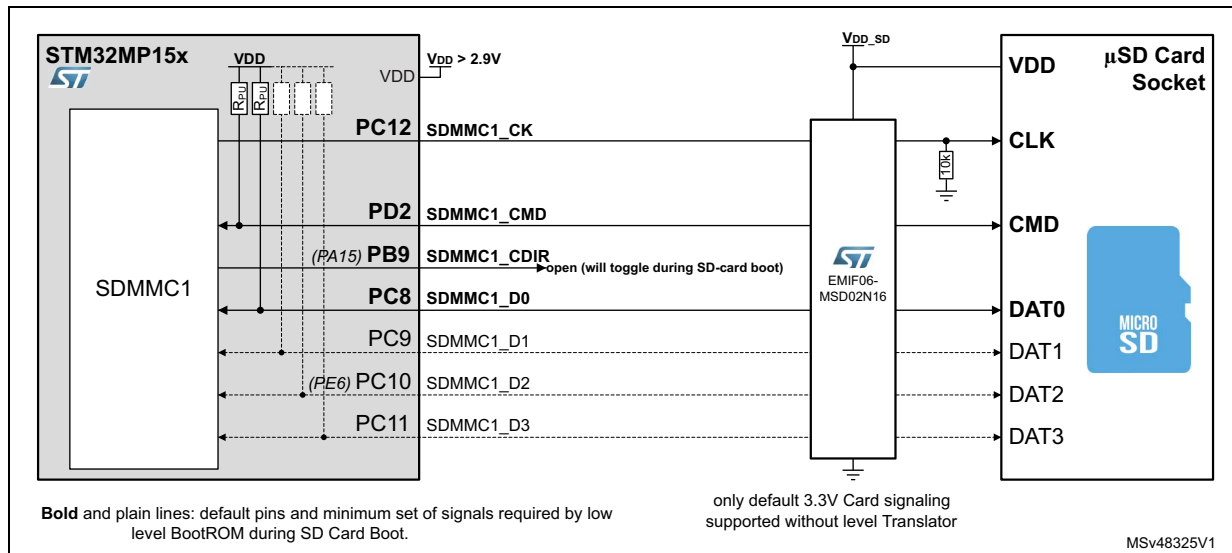 STM32MP15x
ST
VDD
VDD > 2.9V
VDD
RPU
RPU
SDMMC1
PC12
SDMMC1_CK
PD2
SDMMC1_CMD
(PA15) PB9
SDMMC1_CDIR
open (will toggle during SD-card boot)
PC8
SDMMC1_D0
PC9
SDMMC1_D1
(PE6) PC10
SDMMC1_D2
PC11
SDMMC1_D3
VDD_SD
ST
EMIF06-
MSD02N16
10k
µSD Card
Socket
VDD
CLK
CMD
DAT0
DAT1
DAT2
DAT3
MICRO
SD
Bold and plain lines: default pins and minimum set of signals required by low
level BootROM during SD Card Boot.
only default 3.3V Card signaling
supported without level Translator
MSv48325V1